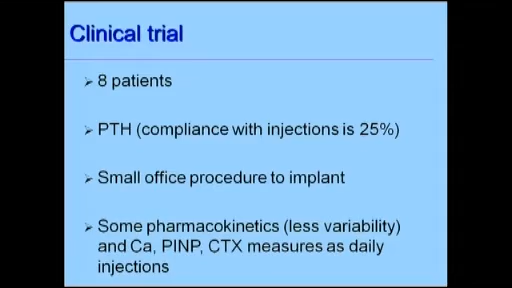 Clinical trial
8 patients
PTH (compliance with injections is 25%)
Small office procedure to implant
Some pharmacokinetics (less variability)
and Ca, PINP, CTX measures as daily
injections